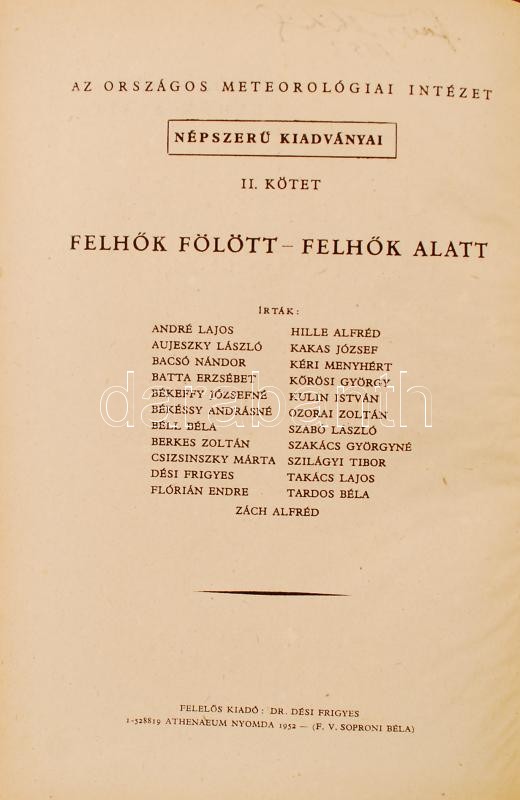 AZ ORSZÁGOS METEOROLÓGIAI INTÉZET
NÉPSZERŰ KIADVÁNYAI
II. KÖTET
FELHŐK FÖLÖTT – FELHŐK ALATT
ÍRTÁK:
ANDRÉ LAJOS
AUJESZKY LÁSZLÓ
BACSÓ NÁNDOR
BATTA ERZSÉBET
BÉKEFFY JÓZSEFNÉ
BÉKÉSSY ANDRÁSNÉ
BÉLL BÉLA
BERKES ZOLTÁN
CSIZSINSZKY MÁRTA
DÉSI FRIGYES
FLÓRIÁN ENDRE
HILLE ALFRÉD
KAKAS JÓZSEF
KÉRI MENYHÉRT
KŐRÖSI GYÖRGY
KULIN ISTVÁN
OZORAI ZOLTÁN
SZABÓ LÁSZLÓ
SZAKÁCS GYÖRGYNÉ
SZILÁGYI TIBOR
TAKÁCS LAJOS
TARDOS BÉLA
ZÁCH ALFRÉD
darabanth
FELELŐS KIADÓ: DR. DÉSI FRIGYES
1-528819 ATHENAEUM NYOMDA 1952 — (F. V. SOPRONI BÉLA)